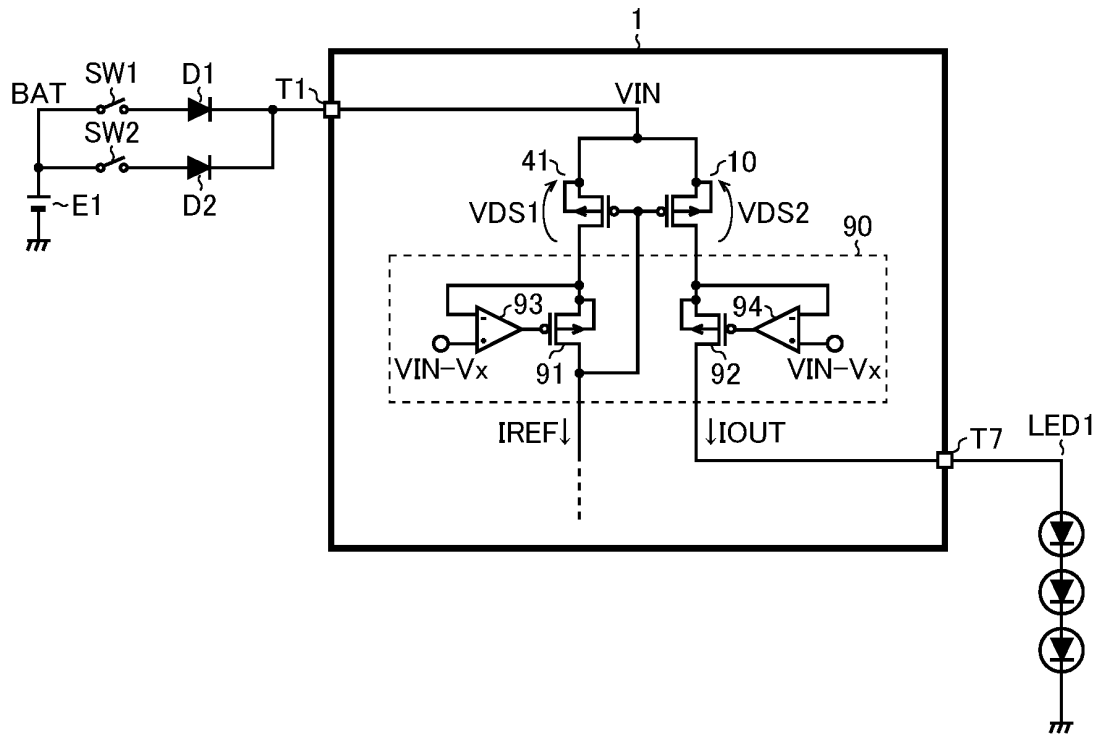 1
BAT
SW1
D1
T1
VIN
SW2
D2
~E1
41
10
VDS1
VDS2
90
93
94
- +
- +
VIN-Vx
91
92
VIN-Vx
IREF↓
↓IOUT
T7
LED1